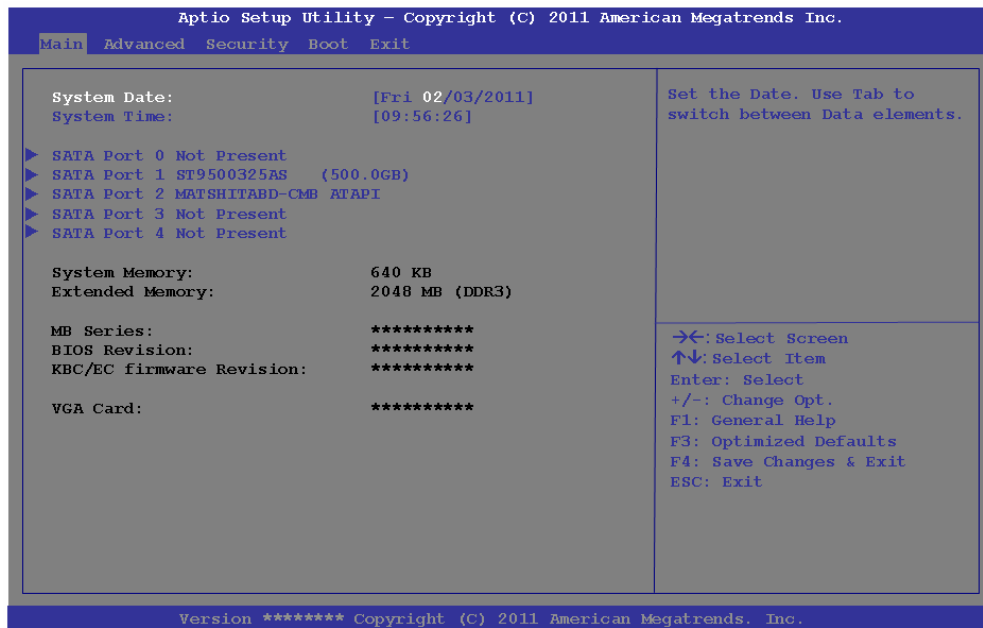 Aptio Setup Utility – Copyright (C) 2011 American Megatrends Inc.
Main Advanced Security Boot Exit
System Date: [Fri 02/03/2011]
System Time: [09:56:26]
SATA Port 0 Not Present
SATA Port 1 ST9500325AS (500.0GB)
SATA Port 2 MATSHITABD-CMB ATAPI
SATA Port 3 Not Present
SATA Port 4 Not Present
System Memory: 640 KB
Extended Memory: 2048 MB (DDR3)
MB Series: **********
BIOS Revision: **********
KBC/EC firmware Revision: **********
VGA Card: **********
Set the Date. Use Tab to
switch between Data elements.
→←: Select Screen
↑↓: Select Item
Enter: Select
+/-: Change Opt.
F1: General Help
F3: Optimized Defaults
F4: Save Changes & Exit
ESC: Exit
Version ******** Copyright (C) 2011 American Megatrends. Inc.